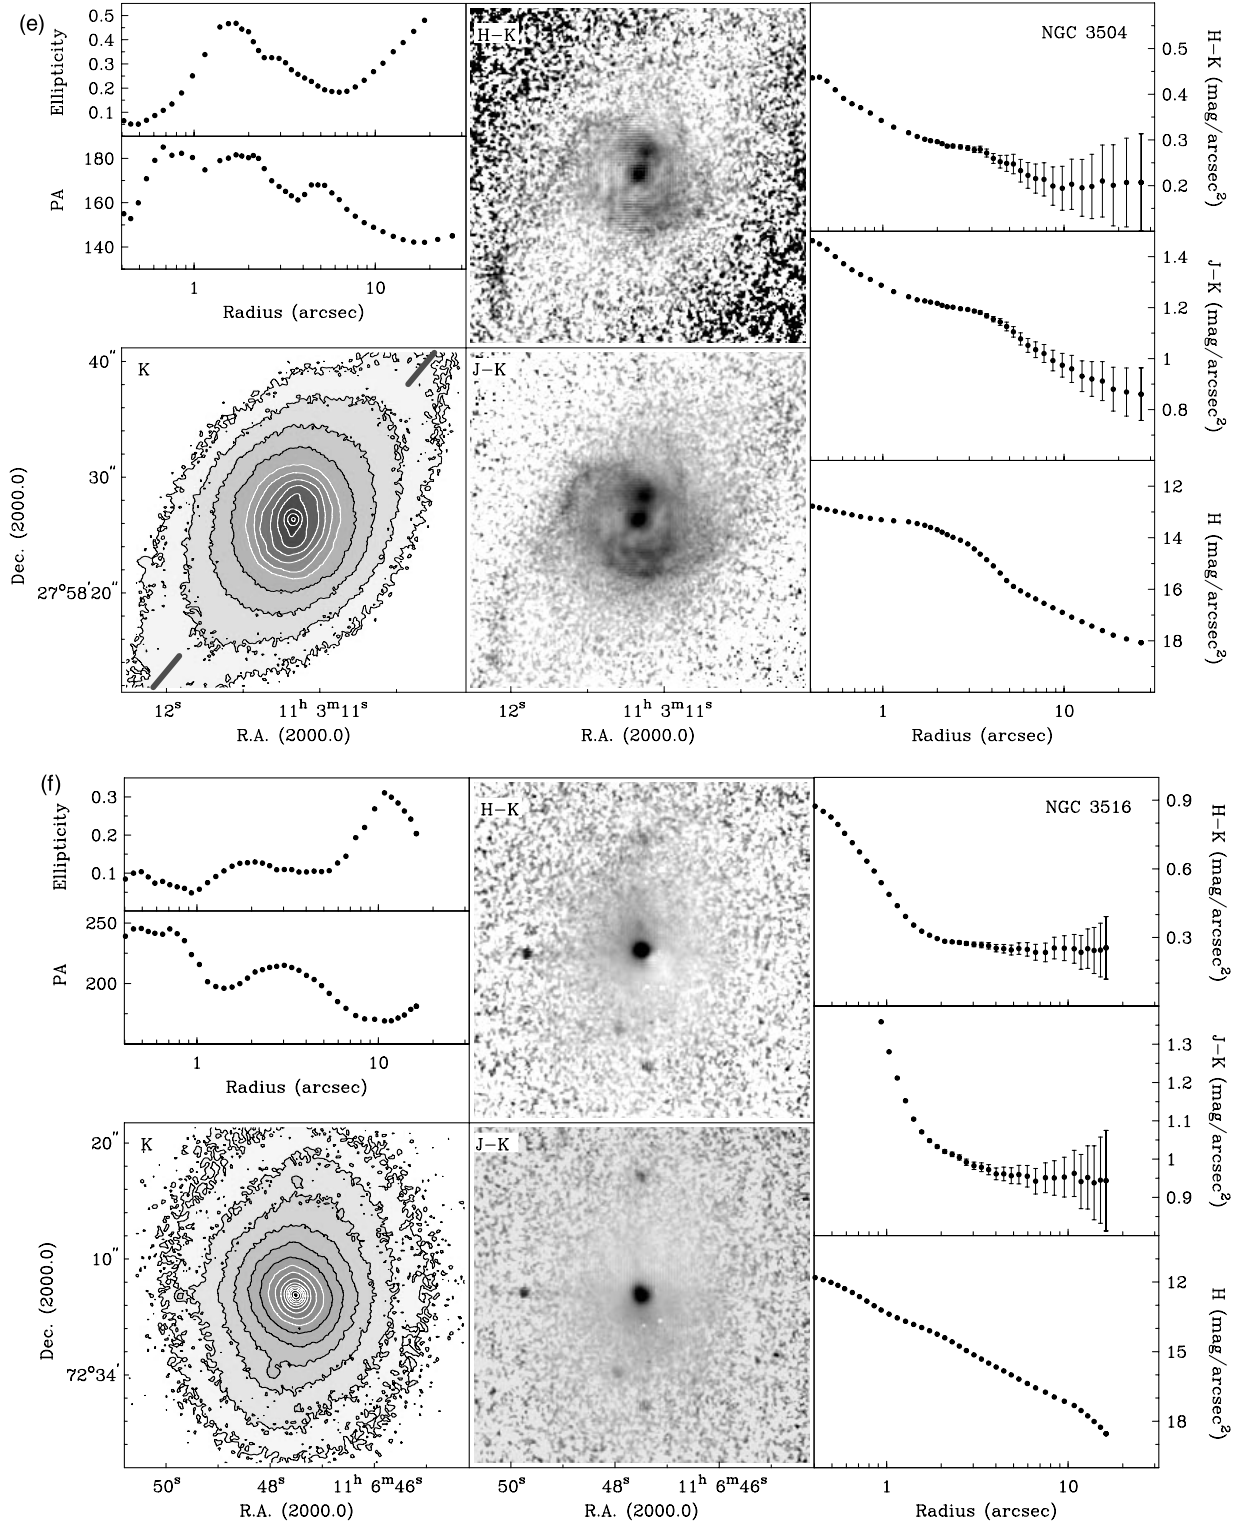 (e)
Ellipticity
0.5
0.4
0.3
0.2
0.1
PA
180
160
140
1
10
Radius (arcsec)
H−K
NGC 3504
0.5
0.4
0.3
0.2
H−K (mag/arcsec²)
1.4
1.2
1
0.8
J−K (mag/arcsec²)
12
14
16
18
H (mag/arcsec²)
1
10
Radius (arcsec)
K
40"
30"
27°58'20"
Dec. (2000.0)
12ˢ
11ʰ 3ᵐ11ˢ
R.A. (2000.0)
J−K
12ˢ
11ʰ 3ᵐ11ˢ
R.A. (2000.0)
(f)
Ellipticity
0.3
0.2
0.1
PA
250
200
1
10
Radius (arcsec)
H−K
NGC 3516
0.9
0.6
0.3
H−K (mag/arcsec²)
1.3
1.2
1.1
1
0.9
J−K (mag/arcsec²)
12
15
18
H (mag/arcsec²)
1
10
Radius (arcsec)
K
20"
10"
72°34'
Dec. (2000.0)
50ˢ
48ˢ
11ʰ 6ᵐ46ˢ
R.A. (2000.0)
J−K
50ˢ
48ˢ
11ʰ 6ᵐ46ˢ
R.A. (2000.0)